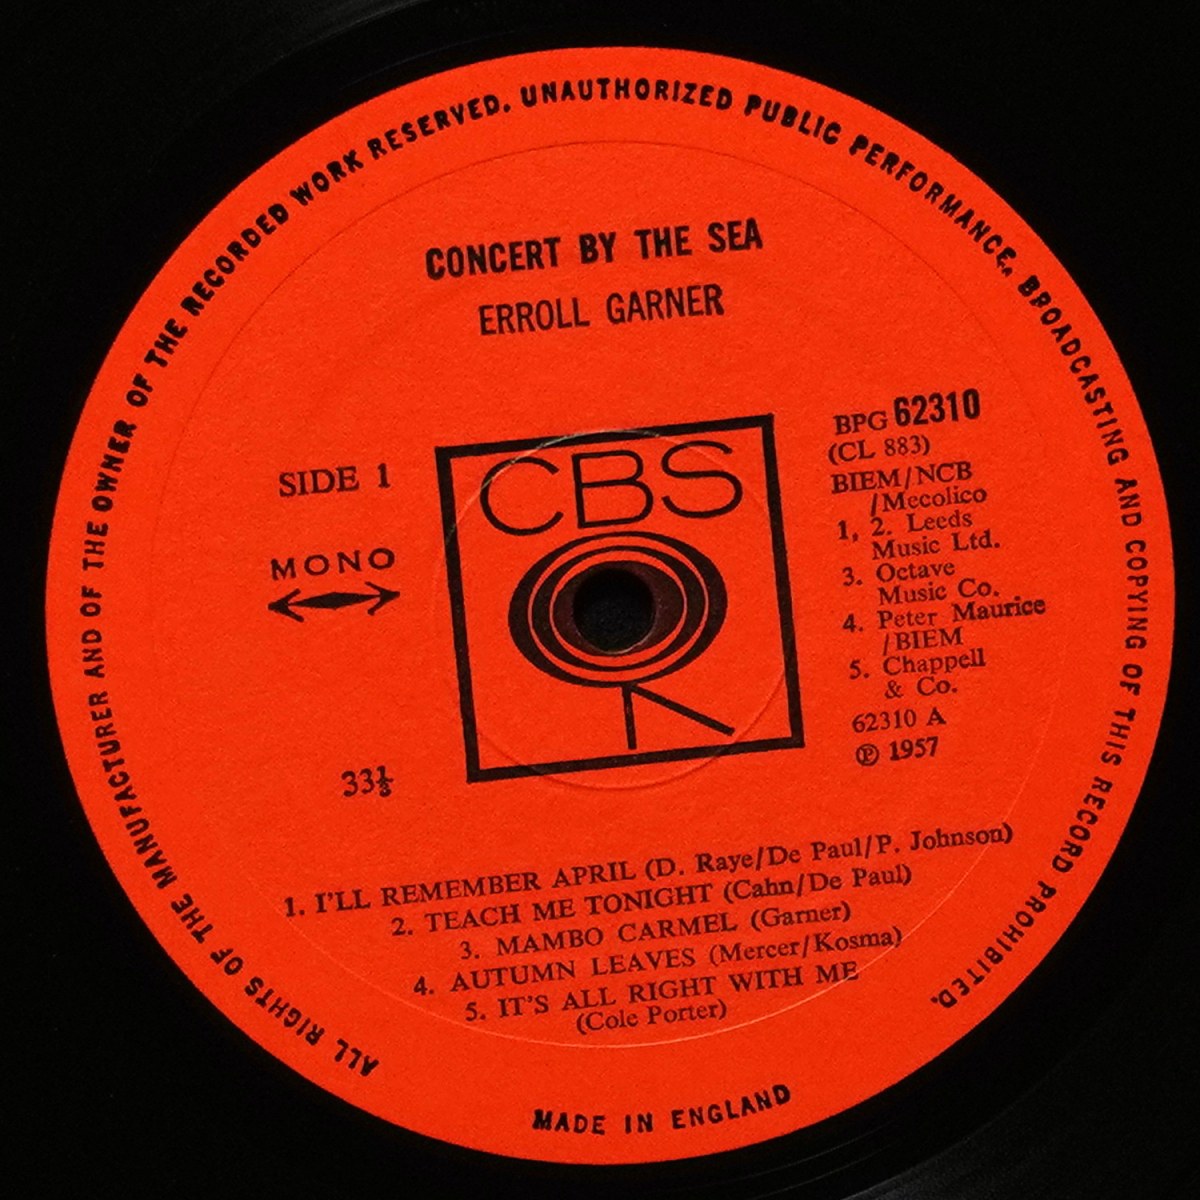 ALL RIGHTS OF THE MANUFACTURER AND OF THE OWNER OF THE RECORDED WORK RESERVED. UNAUTHORIZED PUBLIC PERFORMANCE. BROADCASTING AND COPYING OF THIS RECORD PROHIBITED.
CONCERT BY THE SEA
ERROLL GARNER
SIDE 1
MONO
33⅓
CBS
BPG 62310
(CL 883)
BIEM/NCB
/Mecolico
1, 2. Leeds
Music Ltd.
3. Octave
Music Co.
4. Peter Maurice
/BIEM
5. Chappell
& Co.
62310 A
℗ 1957
1. I'LL REMEMBER APRIL (D. Raye/De Paul/P. Johnson)
2. TEACH ME TONIGHT (Cahn/De Paul)
3. MAMBO CARMEL (Garner)
4. AUTUMN LEAVES (Mercer/Kosma)
5. IT'S ALL RIGHT WITH ME
(Cole Porter)
MADE IN ENGLAND